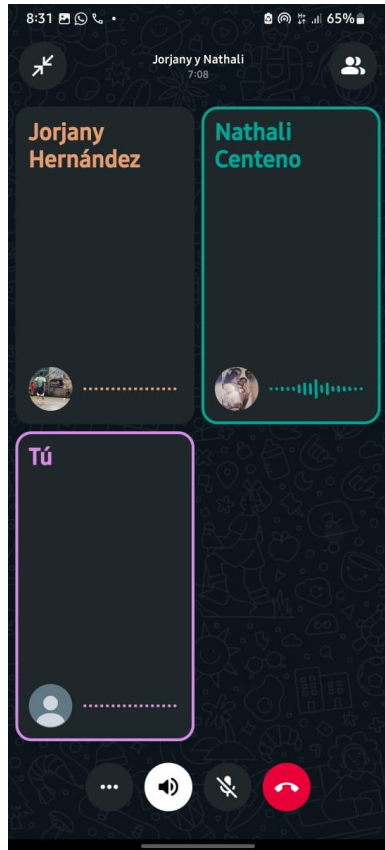 8:31
65%
Jorjany y Nathali
7:08
Jorjany
Hernández
Nathali
Centeno
Tú